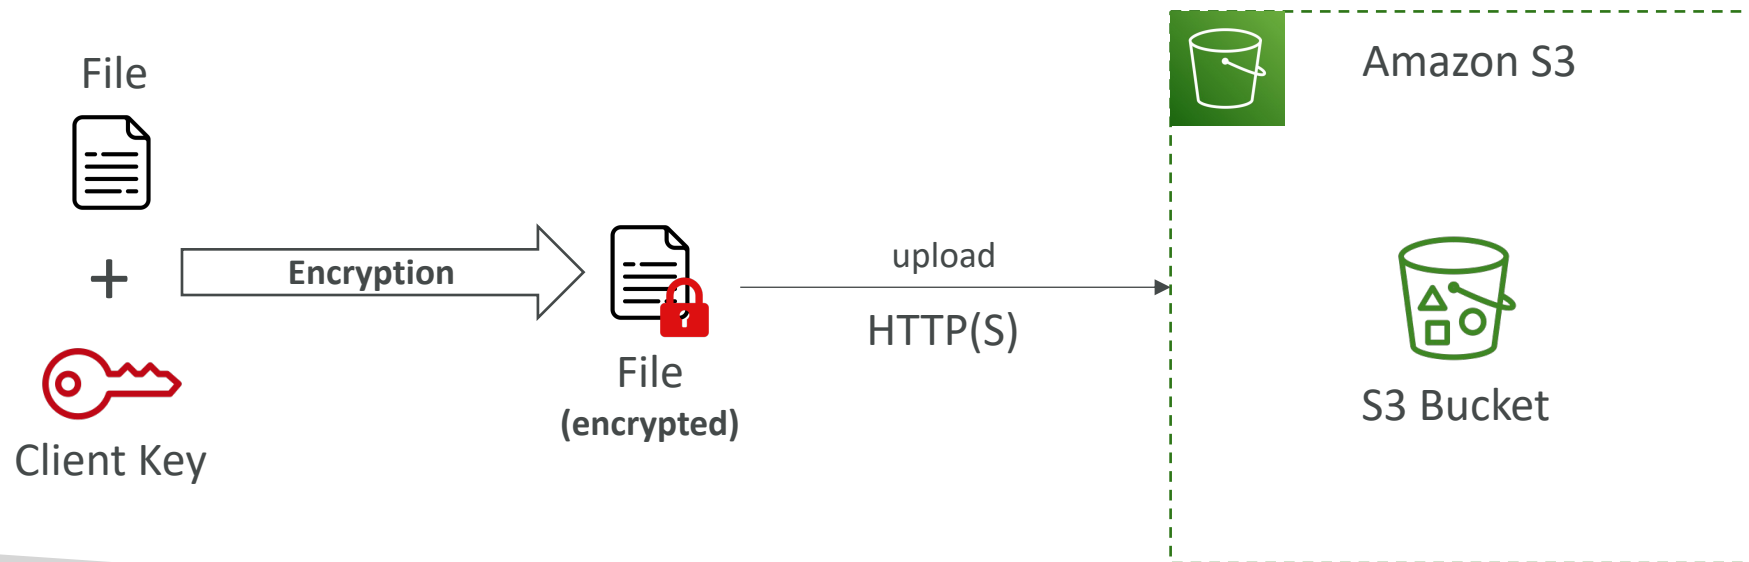 File
+
Client Key
Encryption
File
(encrypted)
upload
HTTP(S)
Amazon S3
S3 Bucket